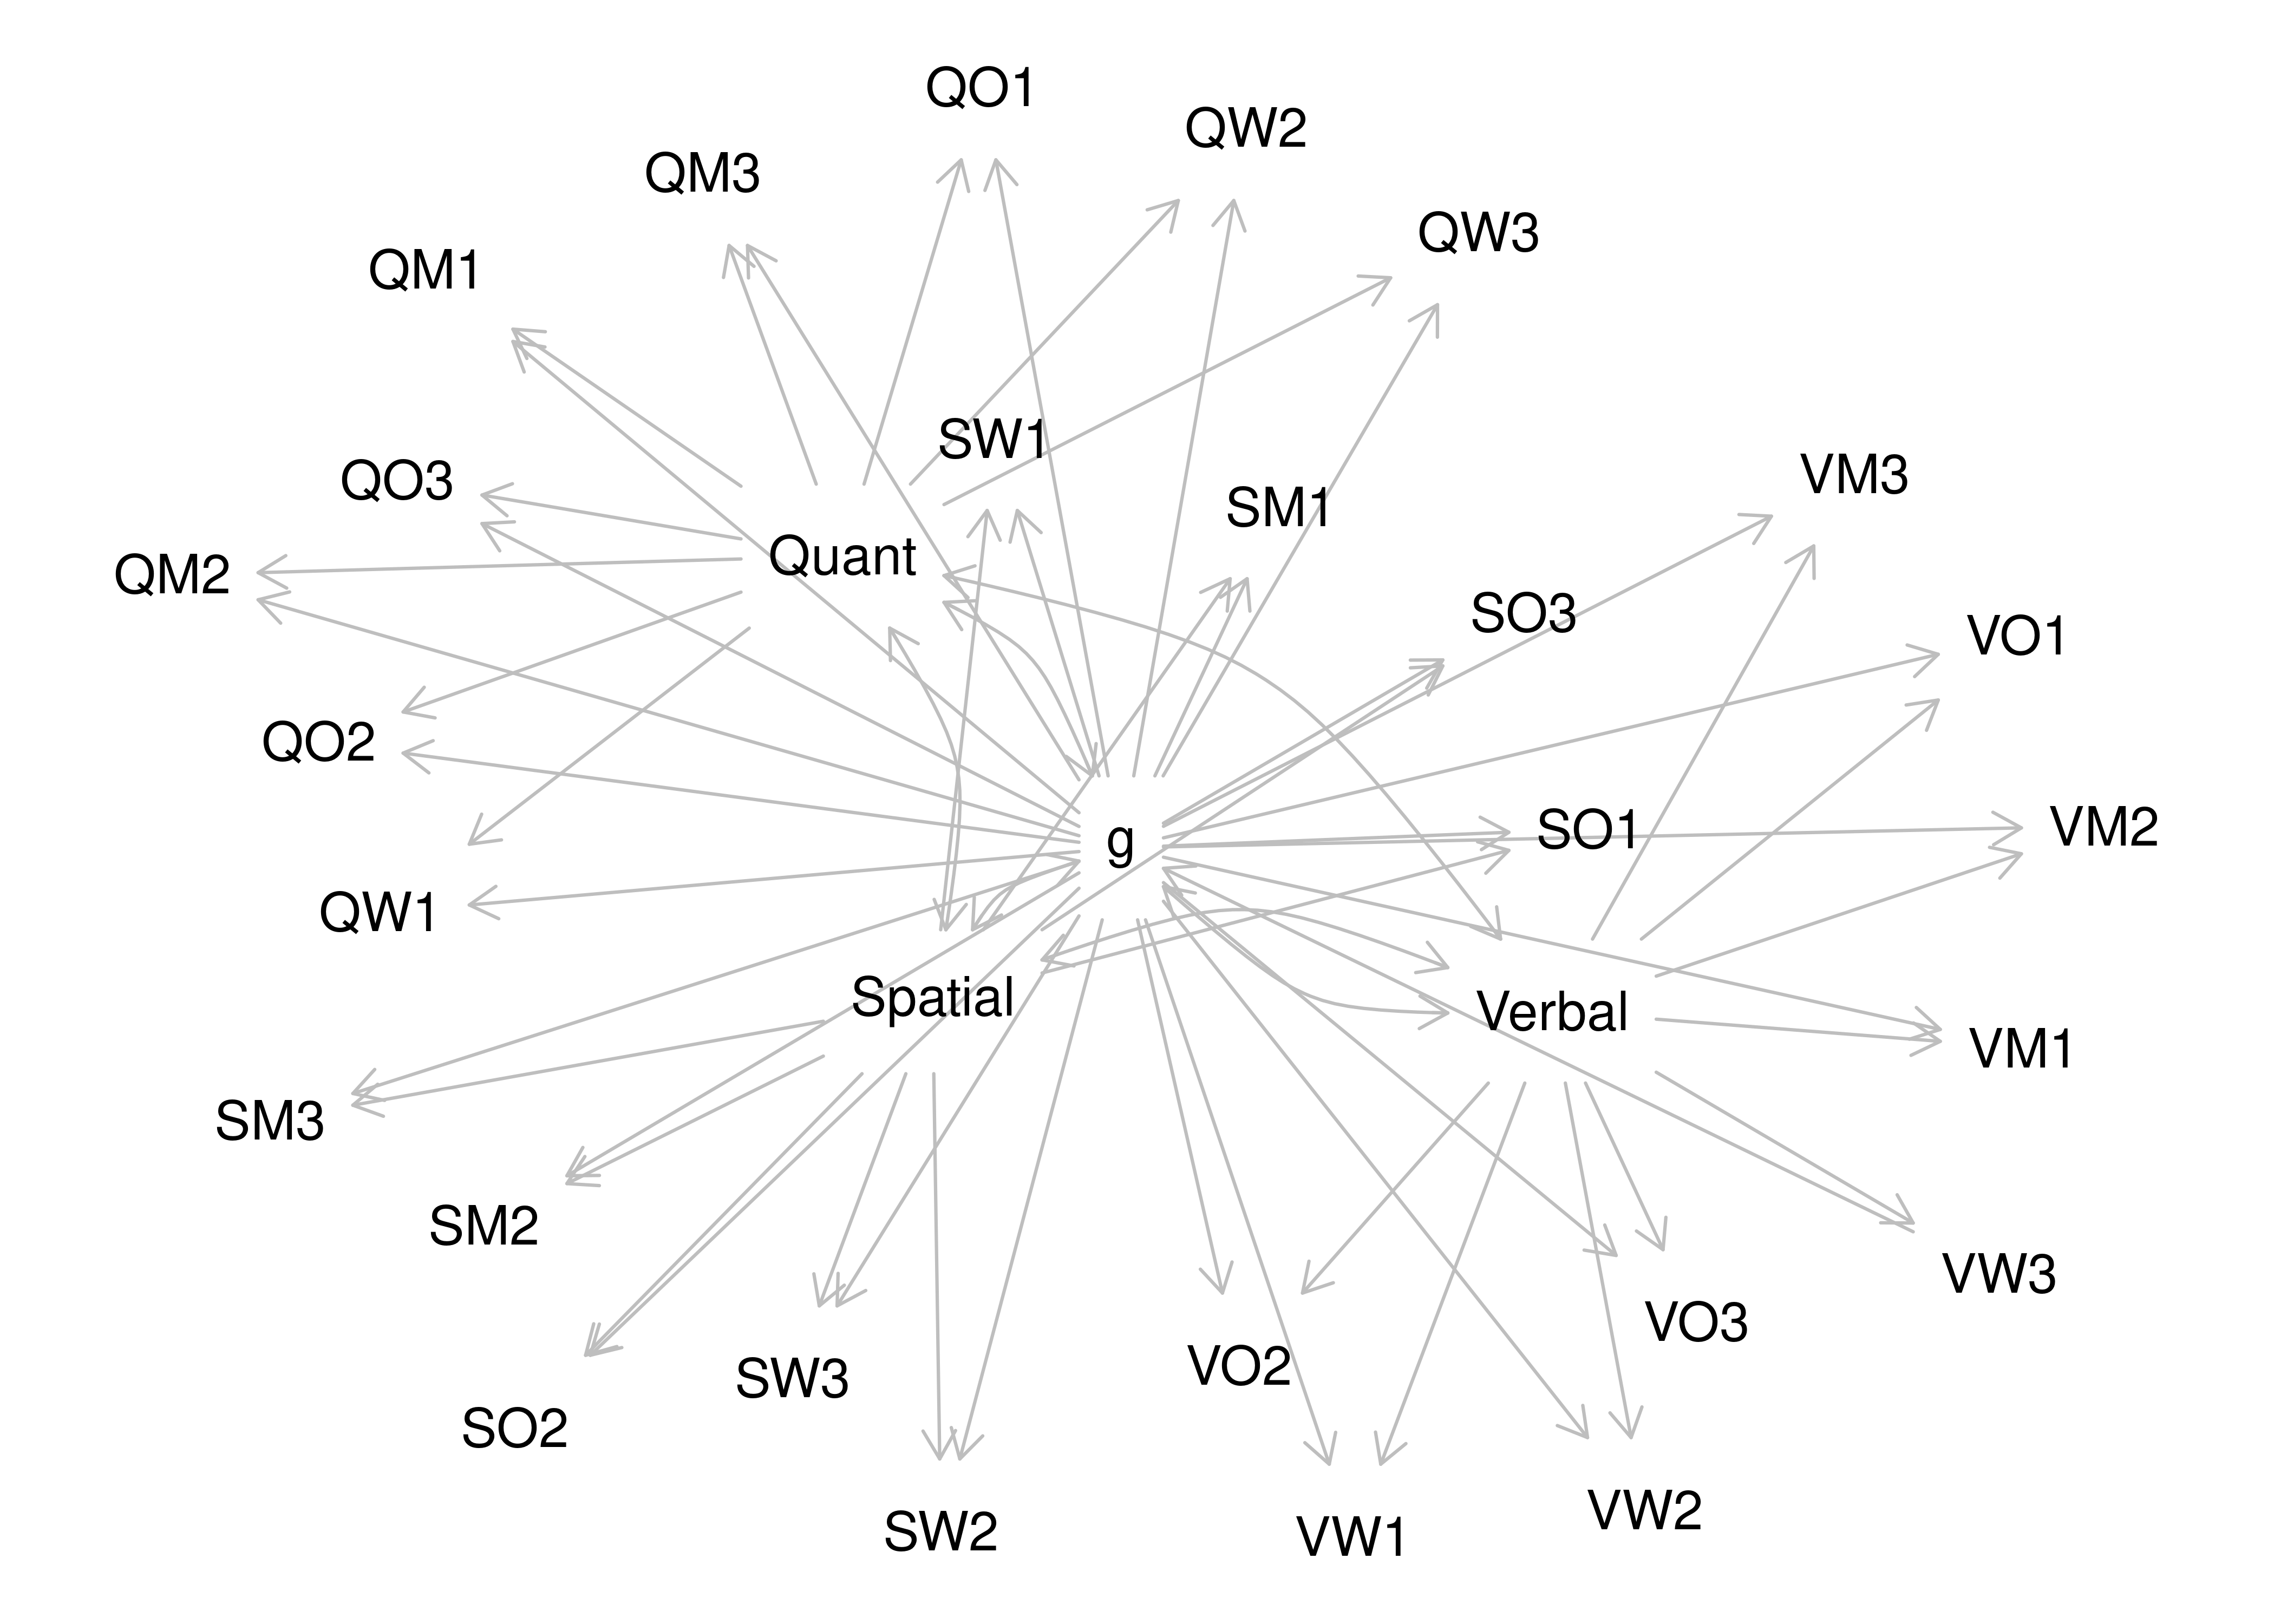 QO1
QW2
QM3
QW3
QM1
SW1
VM3
QO3
SM1
Quant
QM2
SO3
VO1
QO2
SO1
VM2
g
QW1
Spatial
Verbal
VM1
SM3
SM2
VW3
VO3
VO2
SW3
SO2
VW2
SW2
VW1